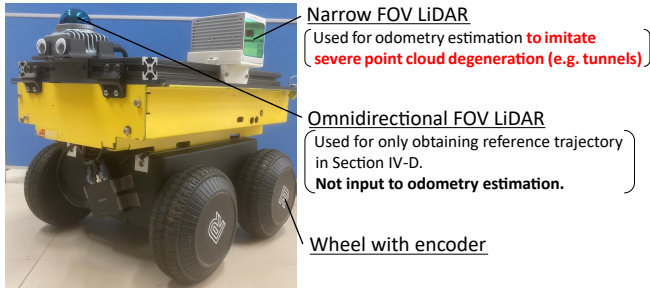 Narrow FOV LiDAR
Used for odometry estimation to imitate
severe point cloud degeneration (e.g. tunnels)
Omnidirectional FOV LiDAR
Used for only obtaining reference trajectory
in Section IV-D.
Not input to odometry estimation.
Wheel with encoder